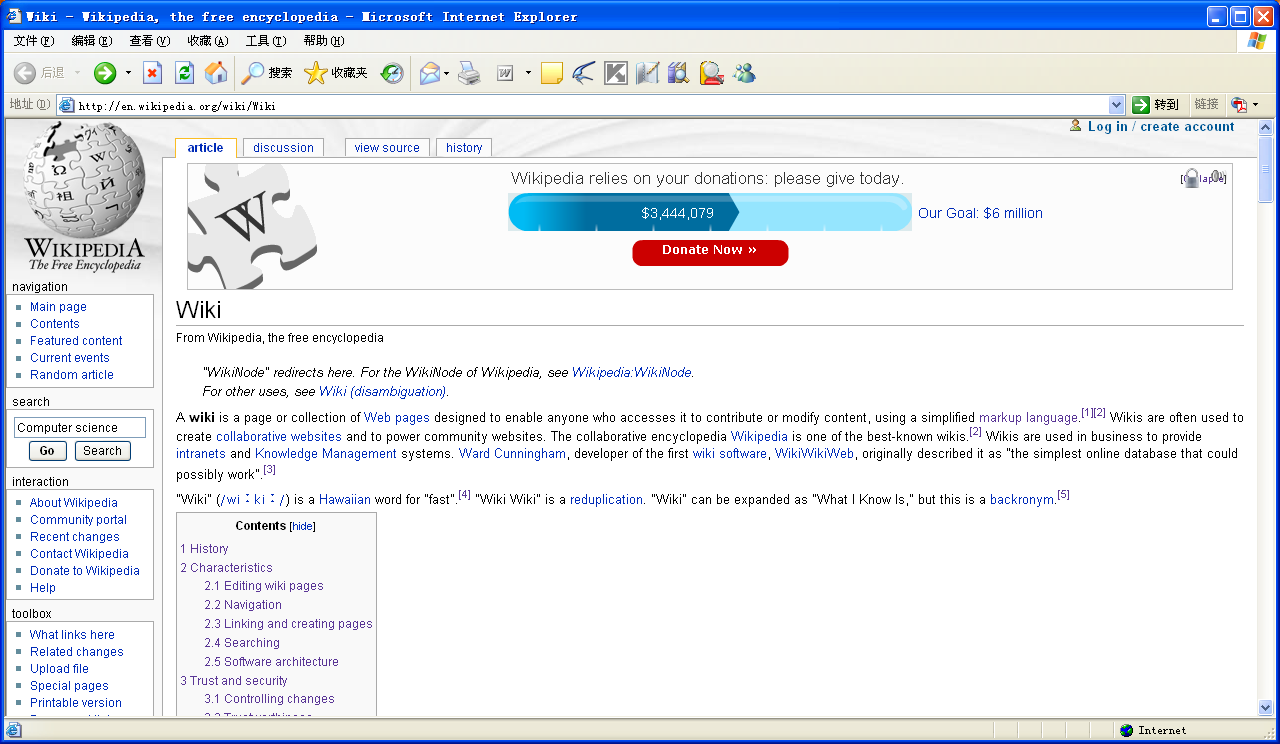 Wiki - Wikipedia, the free encyclopedia - Microsoft Internet Explorer
文件(F) 编辑(E) 查看(V) 收藏(A) 工具(T) 帮助(H)
后退 搜索 收藏夹
地址(D) http://en.wikipedia.org/wiki/Wiki 转到 链接
Log in / create account
article discussion view source history
WIKIPEDIA
The Free Encyclopedia
Wikipedia relies on your donations: please give today.
$3,444,079 Our Goal: $6 million
Donate Now »
navigation
Main page
Contents
Featured content
Current events
Random article
search
Computer science
Go Search
interaction
About Wikipedia
Community portal
Recent changes
Contact Wikipedia
Donate to Wikipedia
Help
toolbox
What links here
Related changes
Upload file
Special pages
Printable version
Wiki
From Wikipedia, the free encyclopedia
"WikiNode" redirects here. For the WikiNode of Wikipedia, see Wikipedia:WikiNode.
For other uses, see Wiki (disambiguation).
A wiki is a page or collection of Web pages designed to enable anyone who accesses it to contribute or modify content, using a simplified markup language.[1][2] Wikis are often used to
create collaborative websites and to power community websites. The collaborative encyclopedia Wikipedia is one of the best-known wikis.[2] Wikis are used in business to provide
intranets and Knowledge Management systems. Ward Cunningham, developer of the first wiki software, WikiWikiWeb, originally described it as "the simplest online database that could
possibly work".[3]
"Wiki" (/wiːkiː/) is a Hawaiian word for "fast".[4] "Wiki Wiki" is a reduplication. "Wiki" can be expanded as "What I Know Is," but this is a backronym.[5]
Contents [hide]
1 History
2 Characteristics
2.1 Editing wiki pages
2.2 Navigation
2.3 Linking and creating pages
2.4 Searching
2.5 Software architecture
3 Trust and security
3.1 Controlling changes
Internet